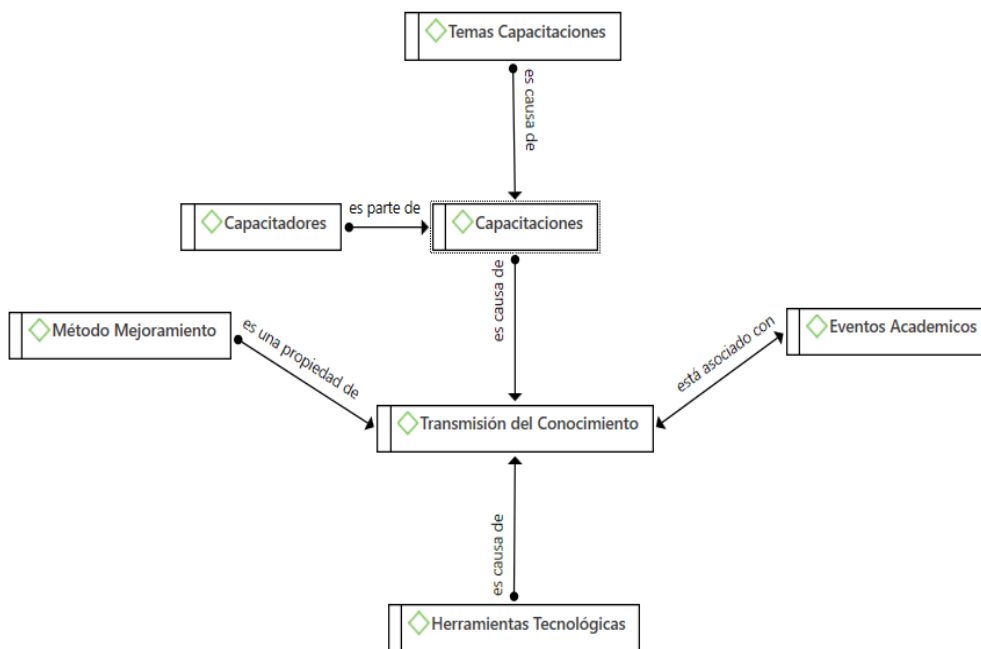 Temas Capacitaciones
es causa de
Capacitadores
es parte de
Capacitaciones
es causa de
Método Mejoramiento
es una propiedad de
está asociado con
Eventos Academicos
Transmisión del Conocimiento
es causa de
Herramientas Tecnológicas